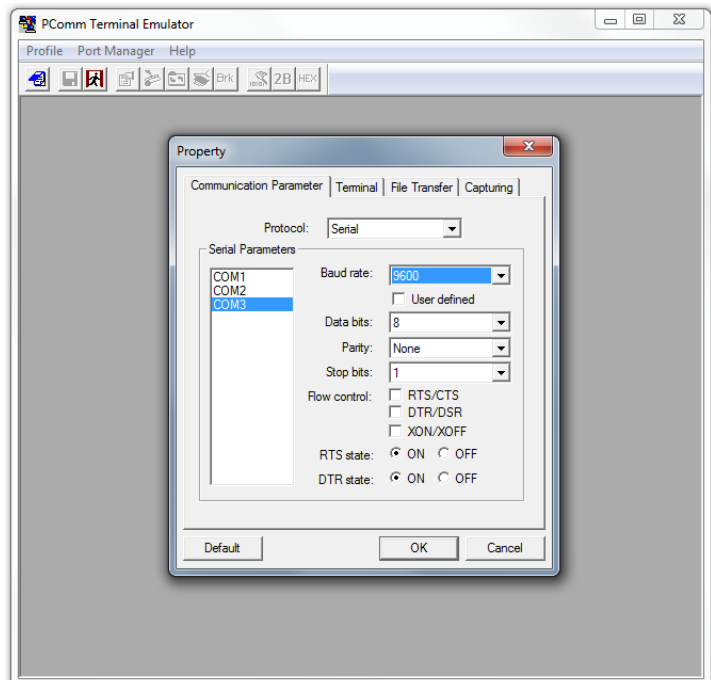 PComm Terminal Emulator
Profile Port Manager Help
Brk 2B HEX
Property
Communication Parameter Terminal File Transfer Capturing
Protocol: Serial
Serial Parameters
COM1
COM2
COM3
Baud rate: 9600
User defined
Data bits: 8
Parity: None
Stop bits: 1
Flow control: RTS/CTS
DTR/DSR
XON/XOFF
RTS state: ON OFF
DTR state: ON OFF
Default OK Cancel